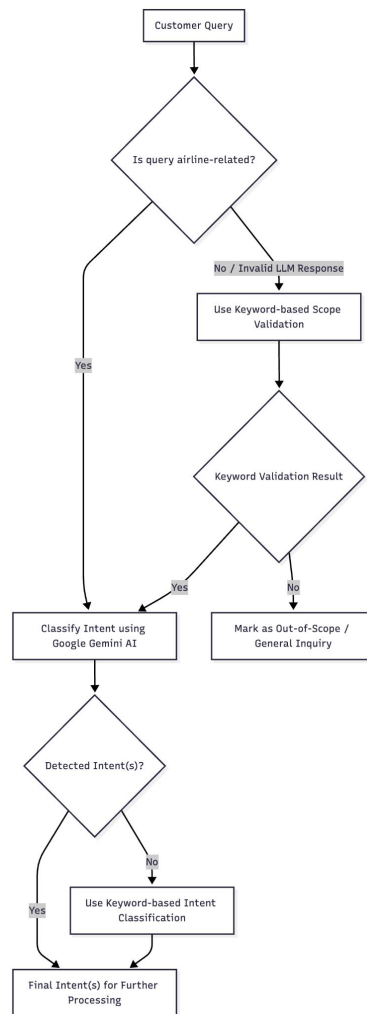 Customer Query
Is query airline-related?
No / Invalid LLM Response
Use Keyword-based Scope
Validation
Yes
Keyword Validation Result
Yes
No
Classify Intent using
Google Gemini AI
Mark as Out-of-Scope /
General Inquiry
Detected Intent(s)?
No
Use Keyword-based Intent
Classification
Yes
Final Intent(s) for Further
Processing